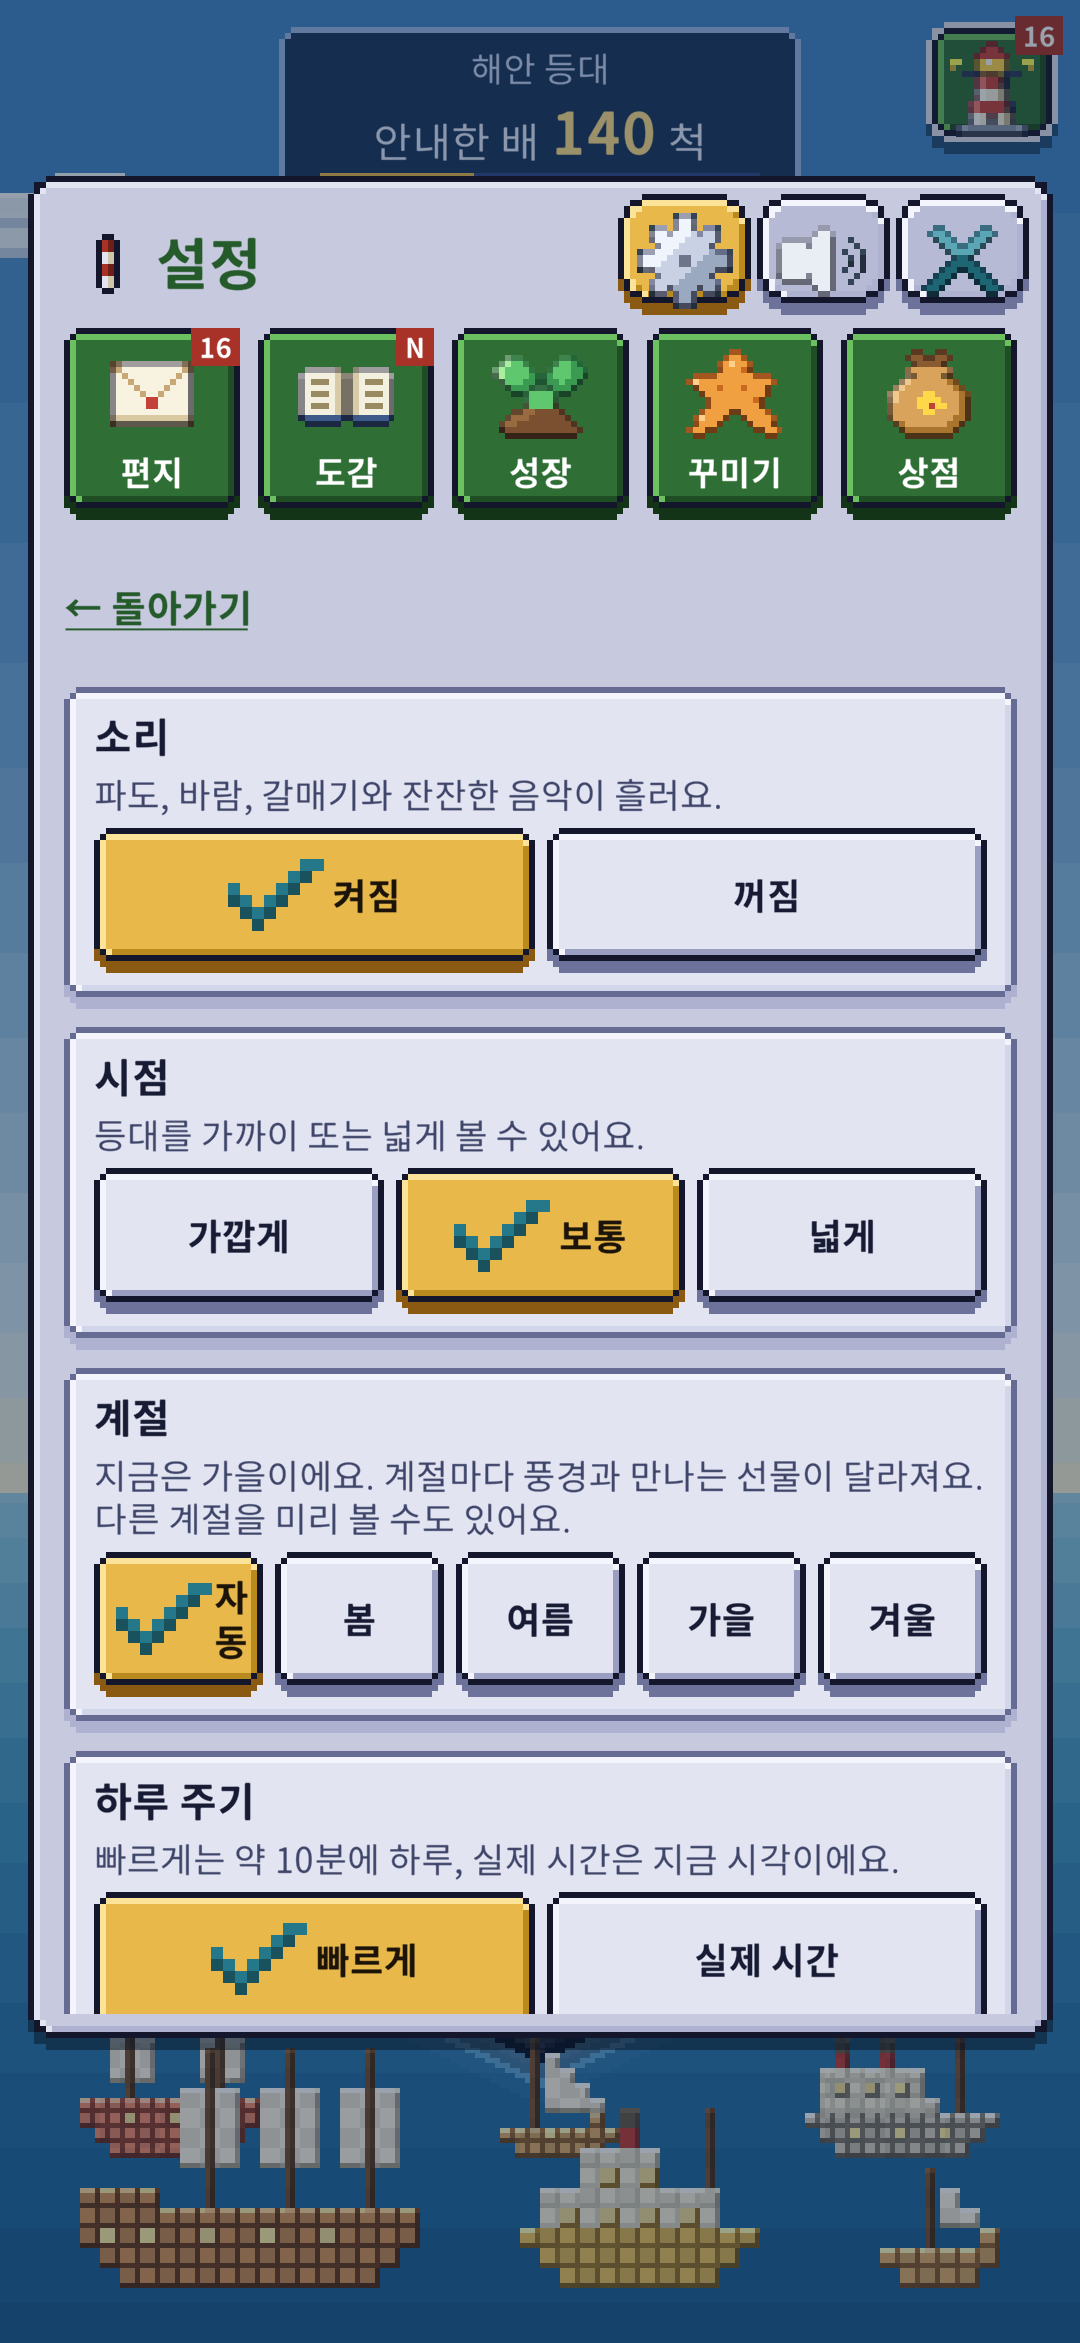 해안 등대
안내한 배 140 척
16
설정
16
N
편지
도감
성장
꾸미기
상점
← 돌아가기
소리
파도, 바람, 갈매기와 잔잔한 음악이 흘러요.
켜짐
꺼짐
시점
등대를 가까이 또는 넓게 볼 수 있어요.
가깝게
보통
넓게
계절
지금은 가을이에요. 계절마다 풍경과 만나는 선물이 달라져요.
다른 계절을 미리 볼 수도 있어요.
자
동
봄
여름
가을
겨울
하루 주기
빠르게는 약 10분에 하루, 실제 시간은 지금 시각이에요.
빠르게
실제 시간